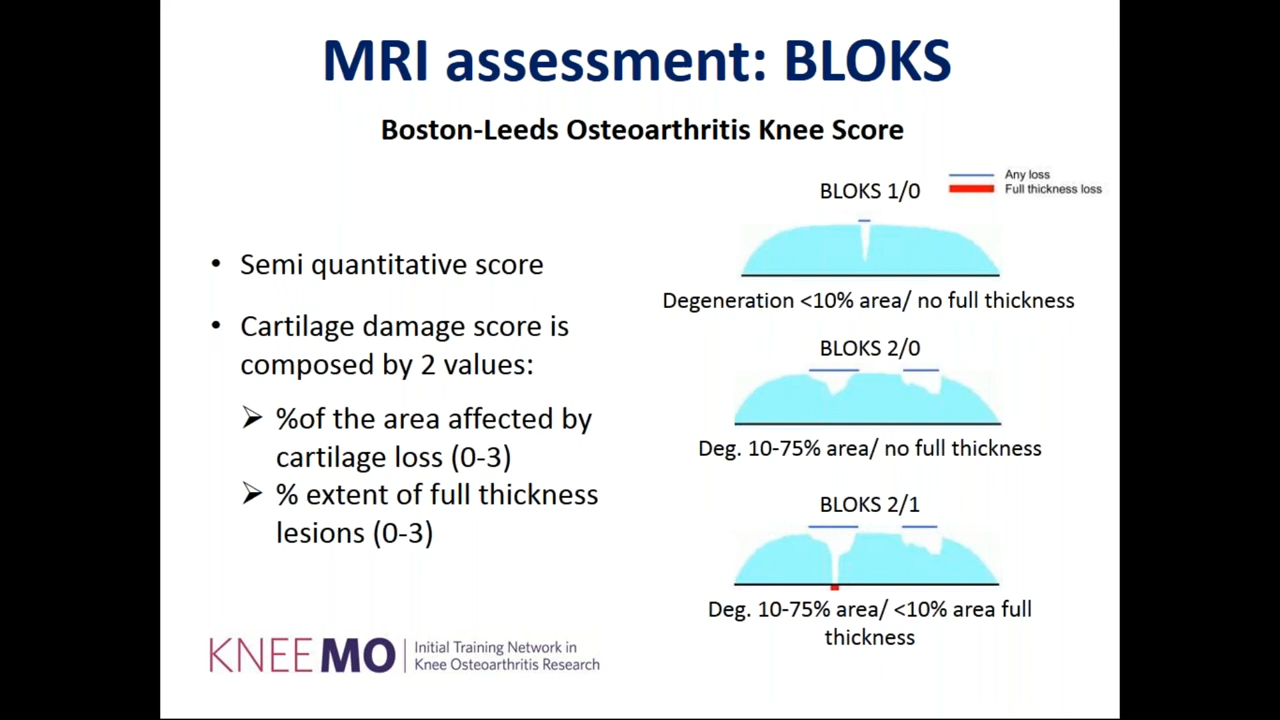 MRI assessment: BLOKS
Boston-Leeds Osteoarthritis Knee Score
• Semi quantitative score
• Cartilage damage score is
composed by 2 values:
➢ %of the area affected by
cartilage loss (0-3)
➢ % extent of full thickness
lesions (0-3)
Any loss
Full thickness loss
BLOKS 1/0
Degeneration <10% area/ no full thickness
BLOKS 2/0
Deg. 10-75% area/ no full thickness
BLOKS 2/1
Deg. 10-75% area/ <10% area full
thickness
KNEEMO
Initial Training Network in
Knee Osteoarthritis Research